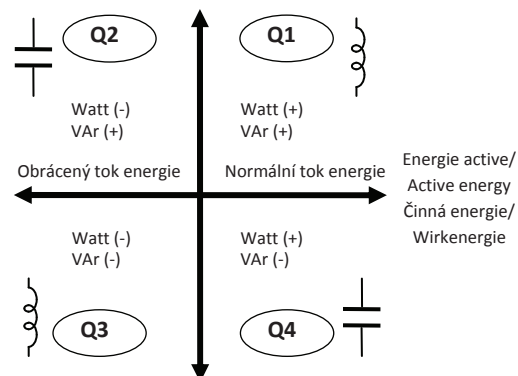 Q2
Q1
Watt (-)
VAr (+)
Watt (+)
VAr (+)
Obrácený tok energie
Normální tok energie
Energie active/
Active energy
Činná energie/
Wirkenergie
Watt (-)
VAr (-)
Watt (+)
VAr (-)
Q3
Q4